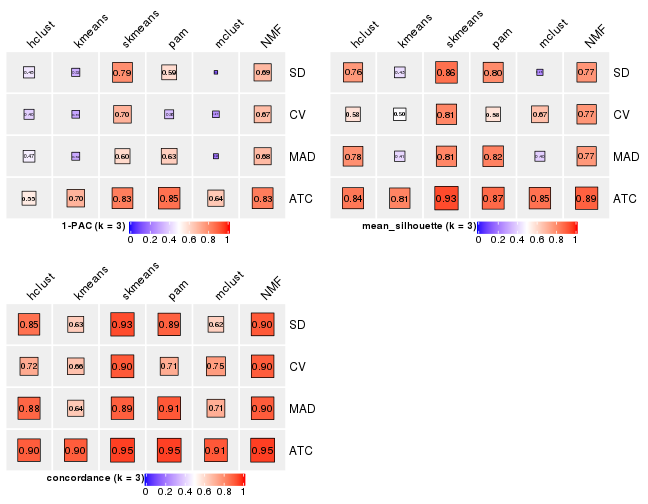 hclust kmeans skmeans pam mclust NMF
0.79 0.59 0.69 SD
0.70 0.67 CV
0.47 0.60 0.63 0.68 MAD
0.55 0.70 0.83 0.85 0.64 0.83 ATC
1-PAC (k = 3)
0 0.2 0.4 0.6 0.8 1
hclust kmeans skmeans pam mclust NMF
0.76 0.43 0.86 0.80 0.77 SD
0.58 0.50 0.81 0.58 0.67 0.77 CV
0.78 0.41 0.81 0.82 0.77 MAD
0.84 0.81 0.93 0.87 0.85 0.89 ATC
mean_silhouette (k = 3)
0 0.2 0.4 0.6 0.8 1
hclust kmeans skmeans pam mclust NMF
0.85 0.63 0.93 0.89 0.62 0.90 SD
0.72 0.66 0.90 0.71 0.75 0.90 CV
0.88 0.64 0.89 0.91 0.71 0.90 MAD
0.90 0.90 0.95 0.95 0.91 0.95 ATC
concordance (k = 3)
0 0.2 0.4 0.6 0.8 1